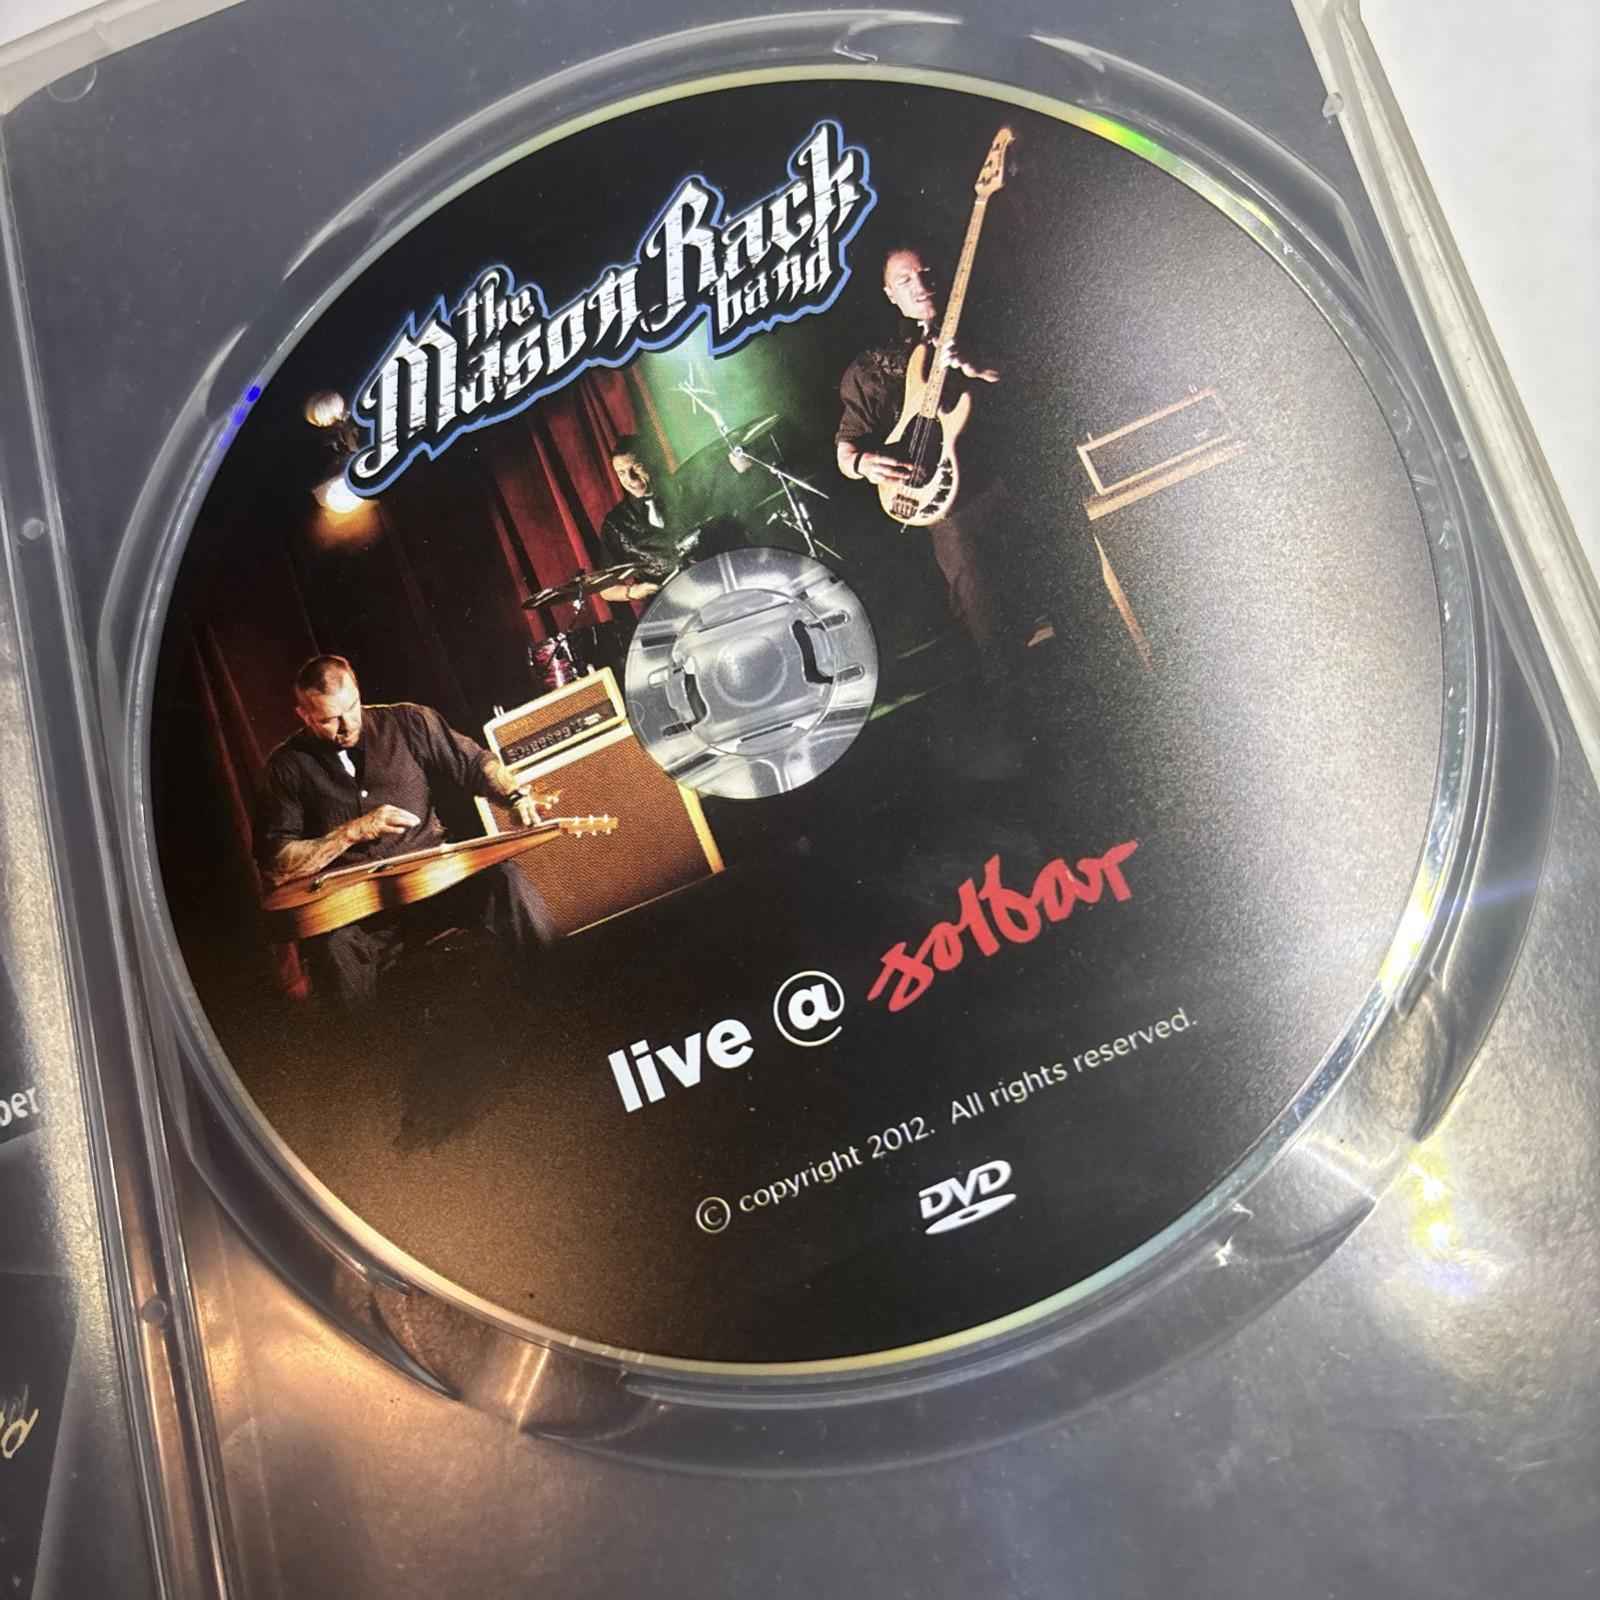 the
Mason Rack
band
live @ solbar
© copyright 2012. All rights reserved.
DVD